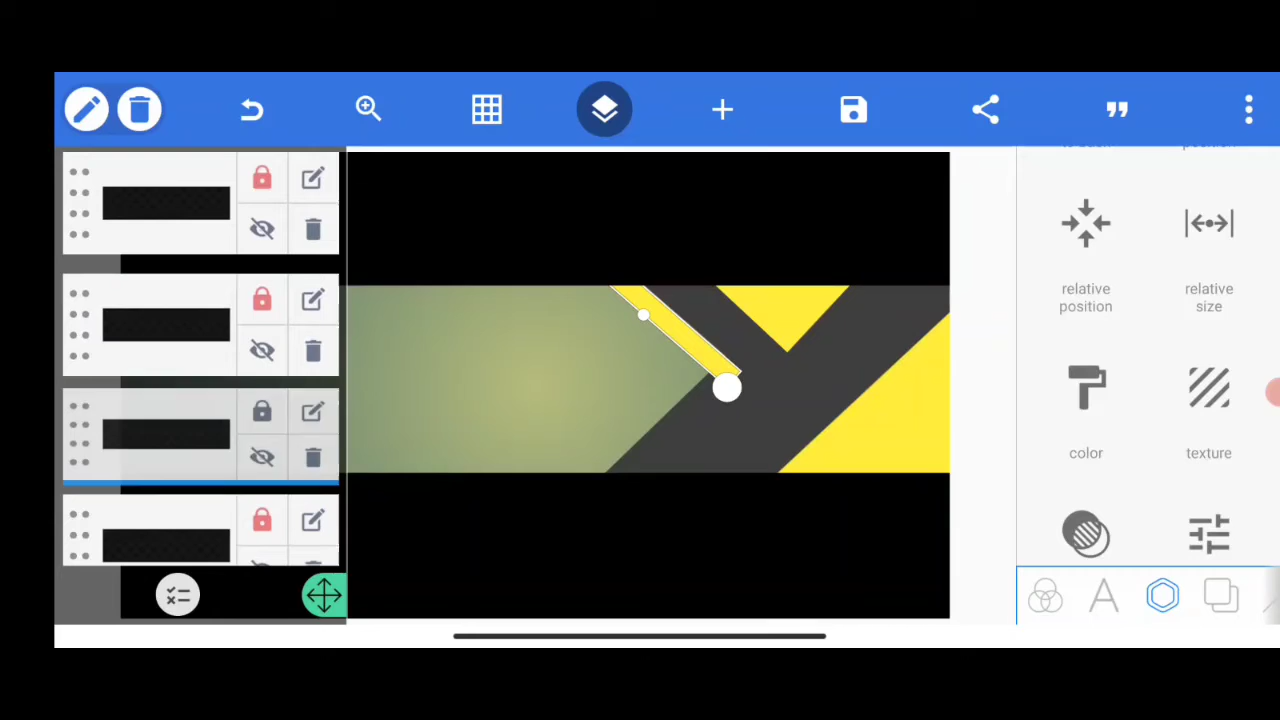 relative
position
relative
size
color
texture